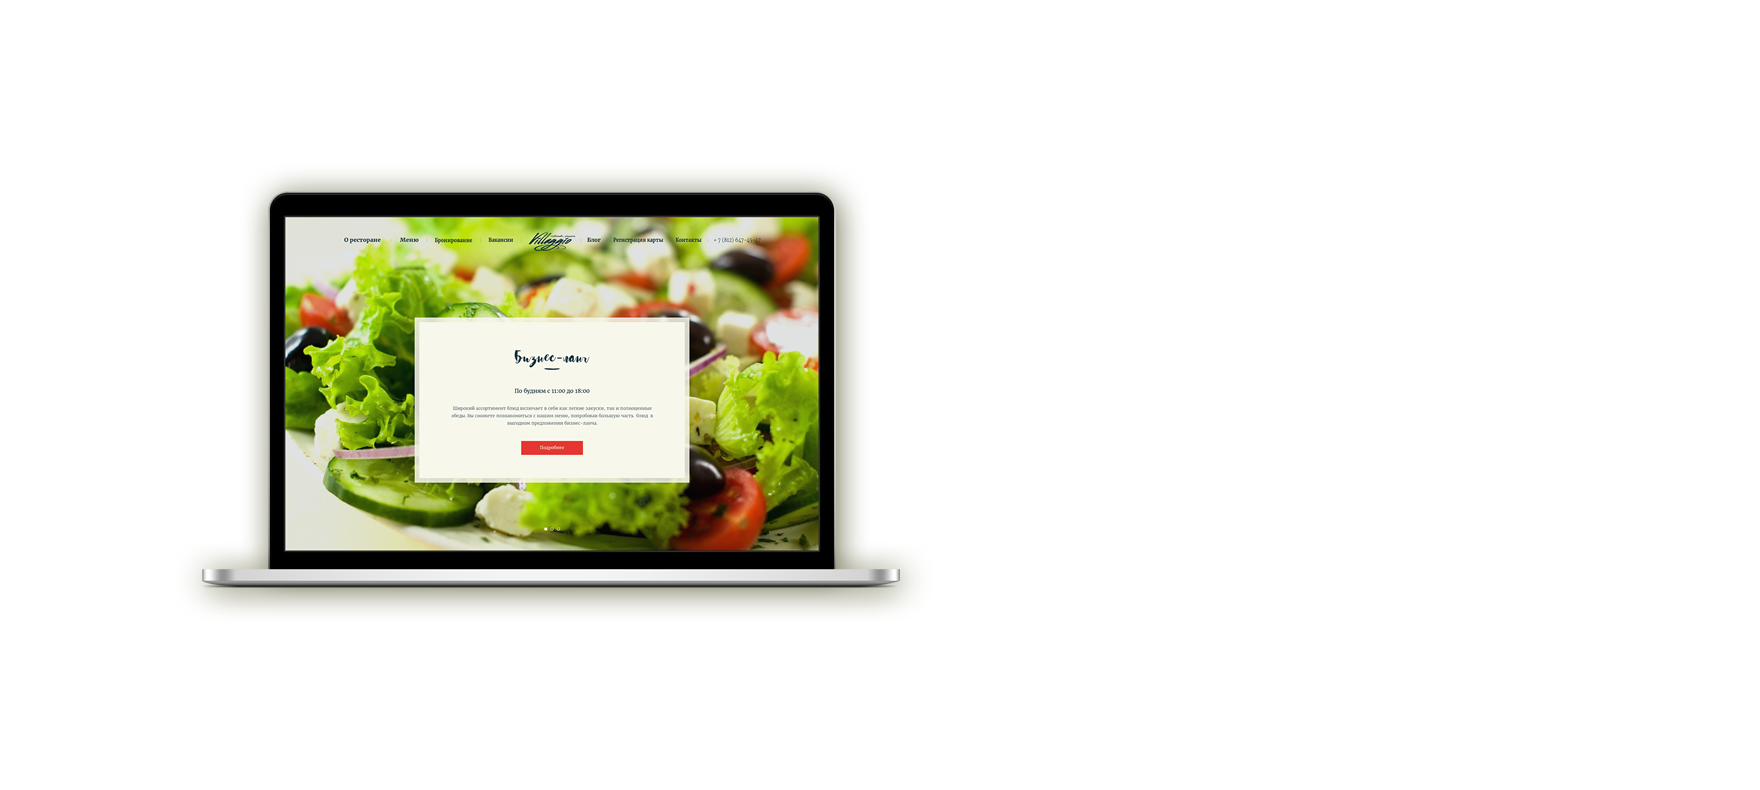 О ресторане Меню Бронирование Вакансии Villaggio Блог Регистрация карты Контакты + 7 (812) 647-45-
Бизнес-ланч
По будням с 11:00 до 18:00
Широкий ассортимент блюд включает в себя как легкие закуски, так и полноценные
обеды. Вы сможете познакомиться с нашим меню, попробовав большую часть блюд в
выгодном предложении бизнес-ланча.
Подробнее